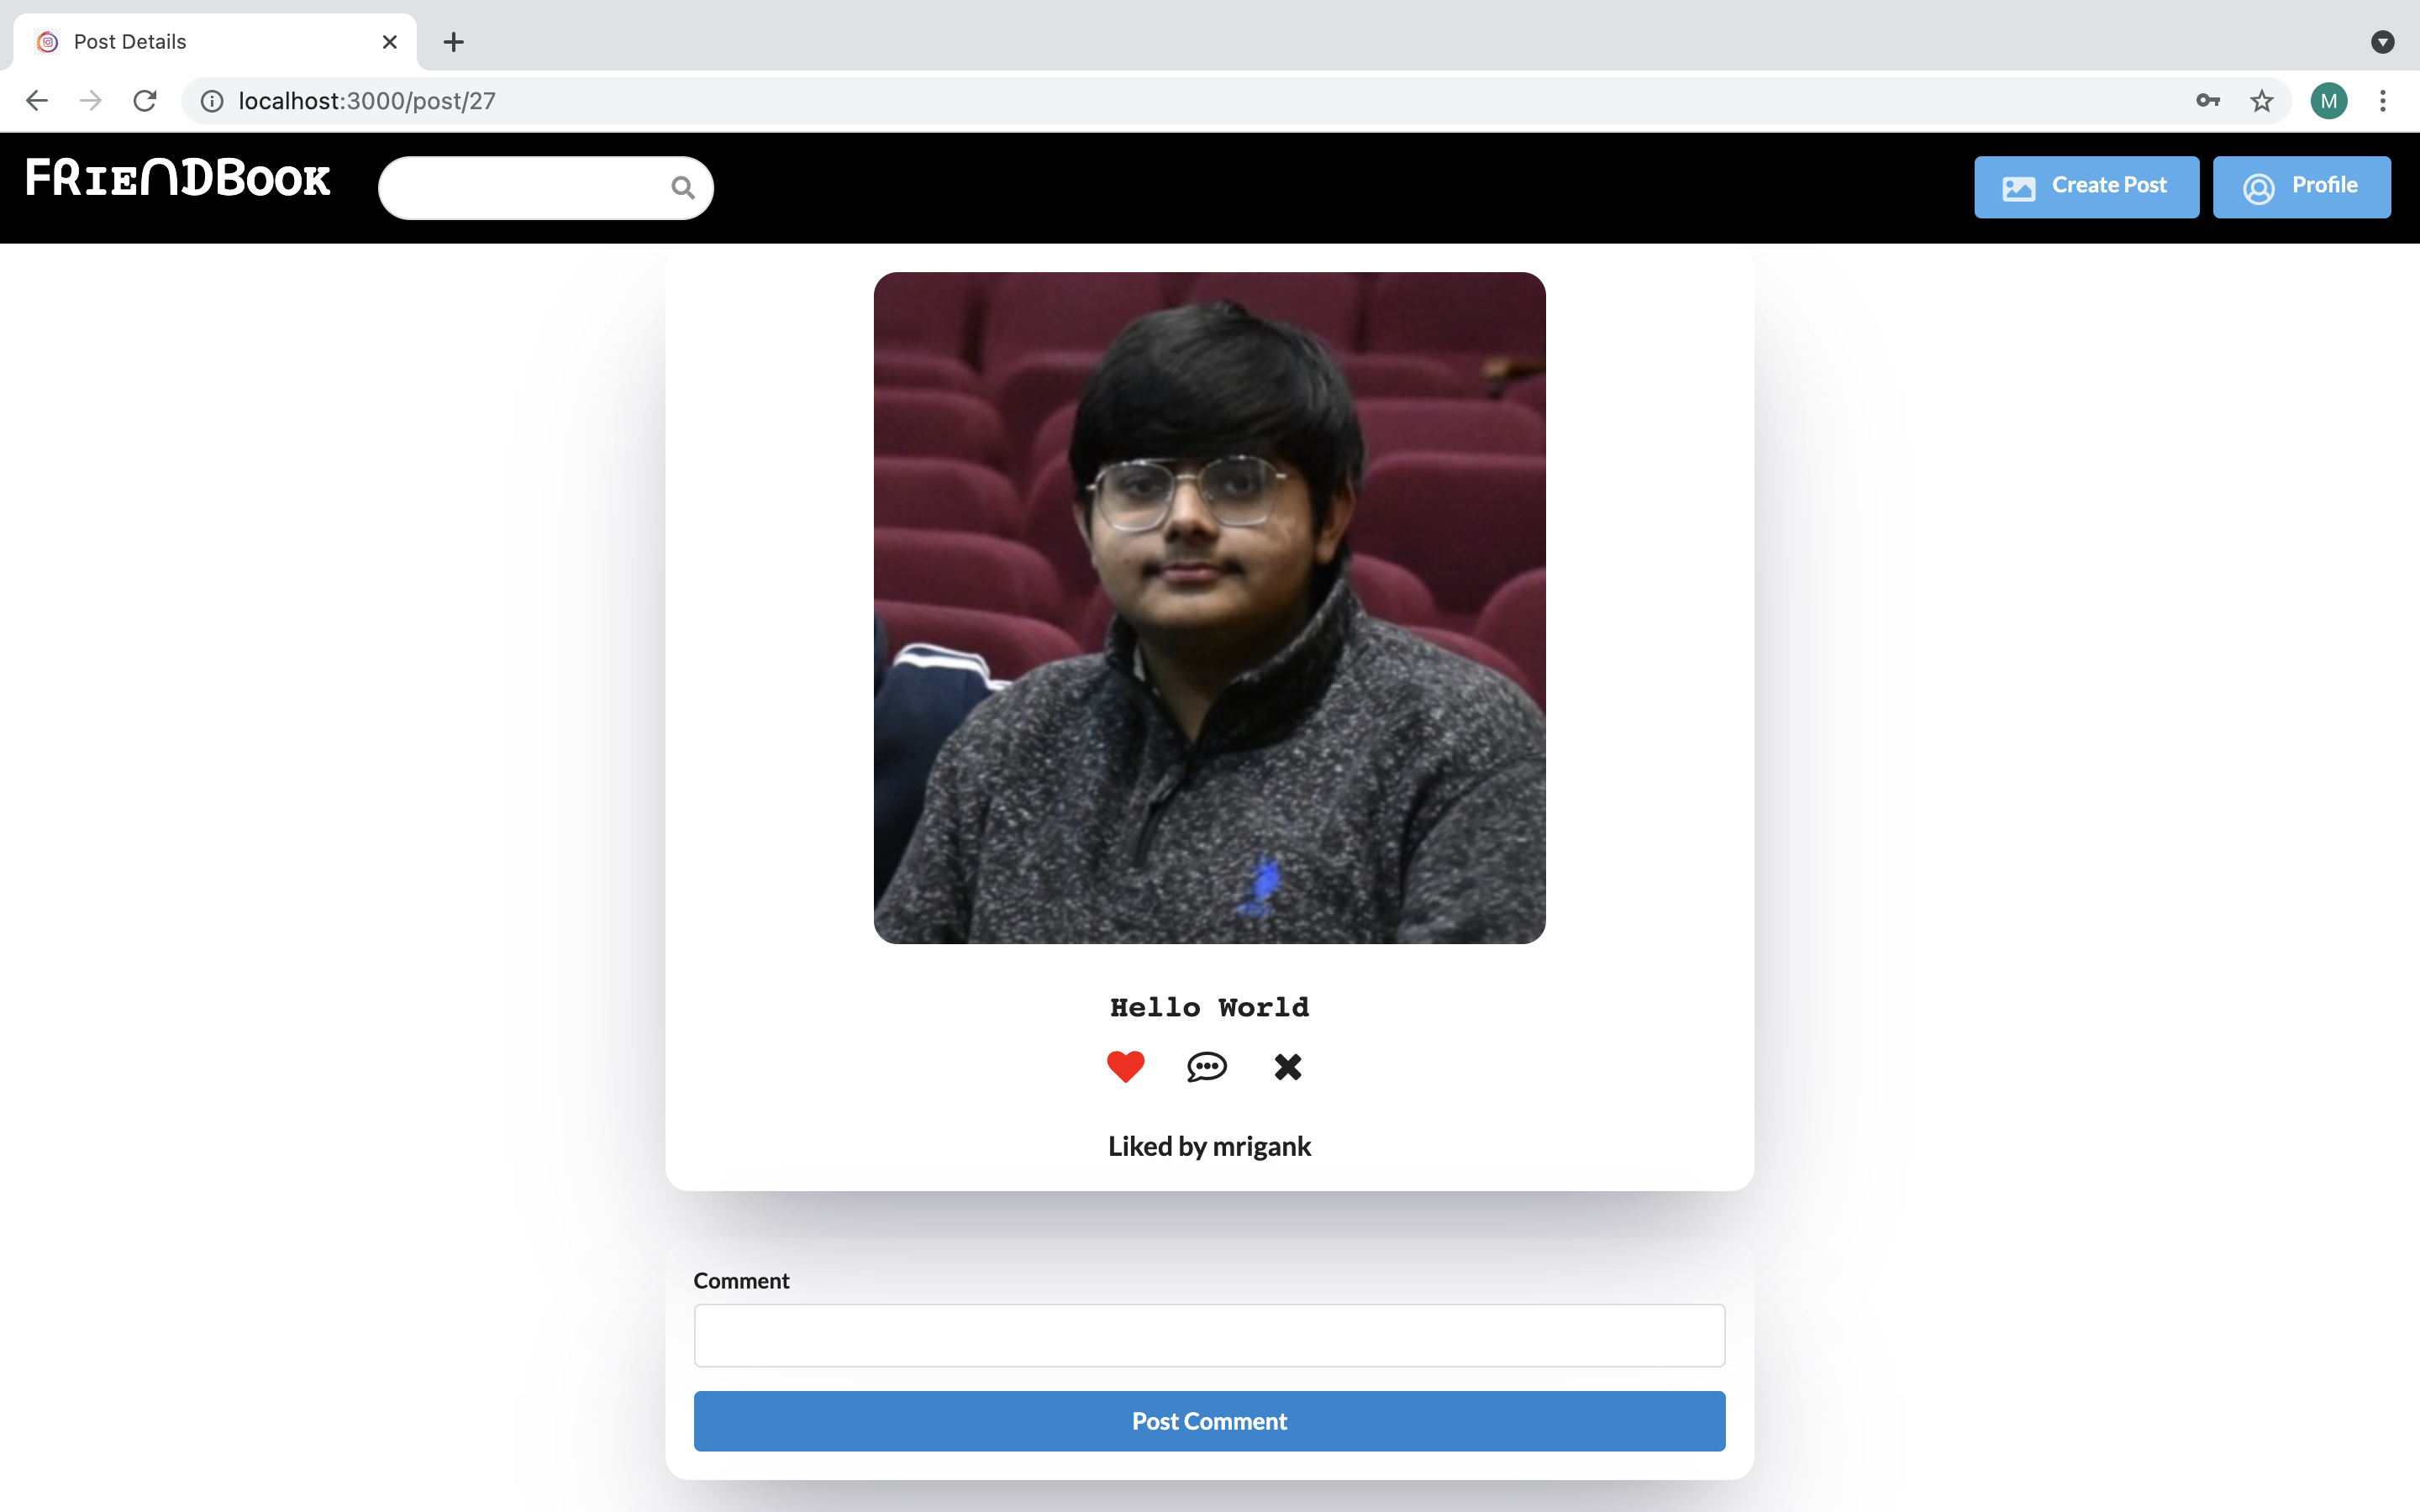 Post Details
localhost:3000/post/27
M
FRIENDBOOK
Create Post
Profile
Hello World
Liked by mrigank
Comment
Post Comment